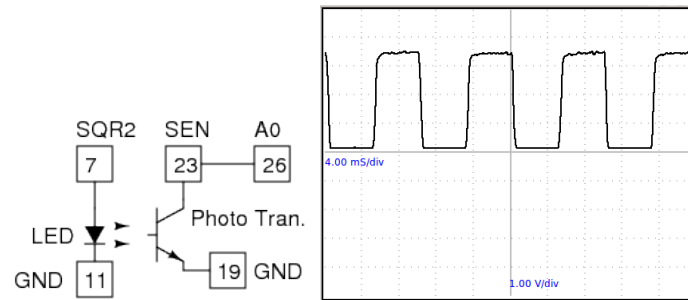 SQR2 SEN A0
7 23 26
Photo Tran.
LED
GND 11 19 GND
4.00 mS/div
1.00 V/div